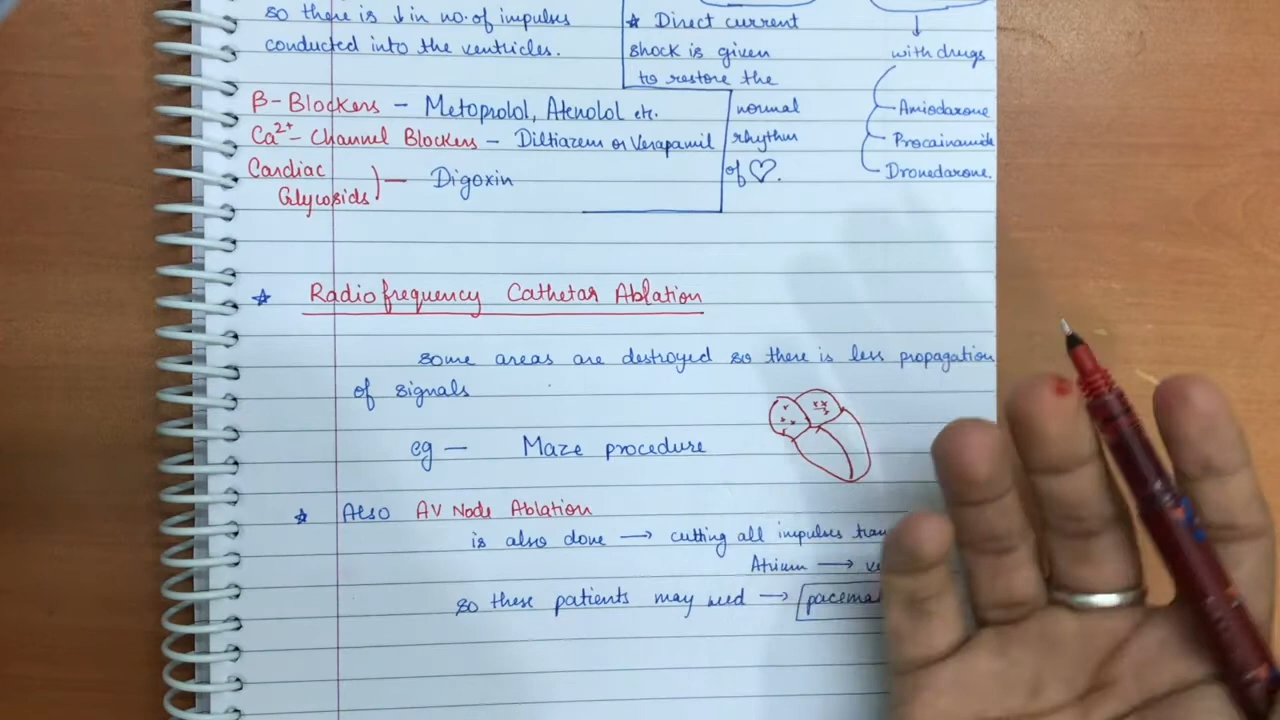 so there is ↓ in no. of impulses
conducted into the ventricles.
* Direct current
shock is given
to restore the
normal
rhythm
of ♡.
with drugs
Amiodarone
Procainamide
Dronedarone.
β-Blockers - Metoprolol, Atenolol etc.
Ca²⁺- Channel Blockers - Diltiazem or Verapamil
Cardiac
Glycosids - Digoxin
* Radiofrequency Cathetar Ablation
some areas are destroyed so there is less propagation
of signals
eg - Maze procedure
* Also AV Node Ablation
is also done → cutting all impulses
Atrium →
so these patients may need →